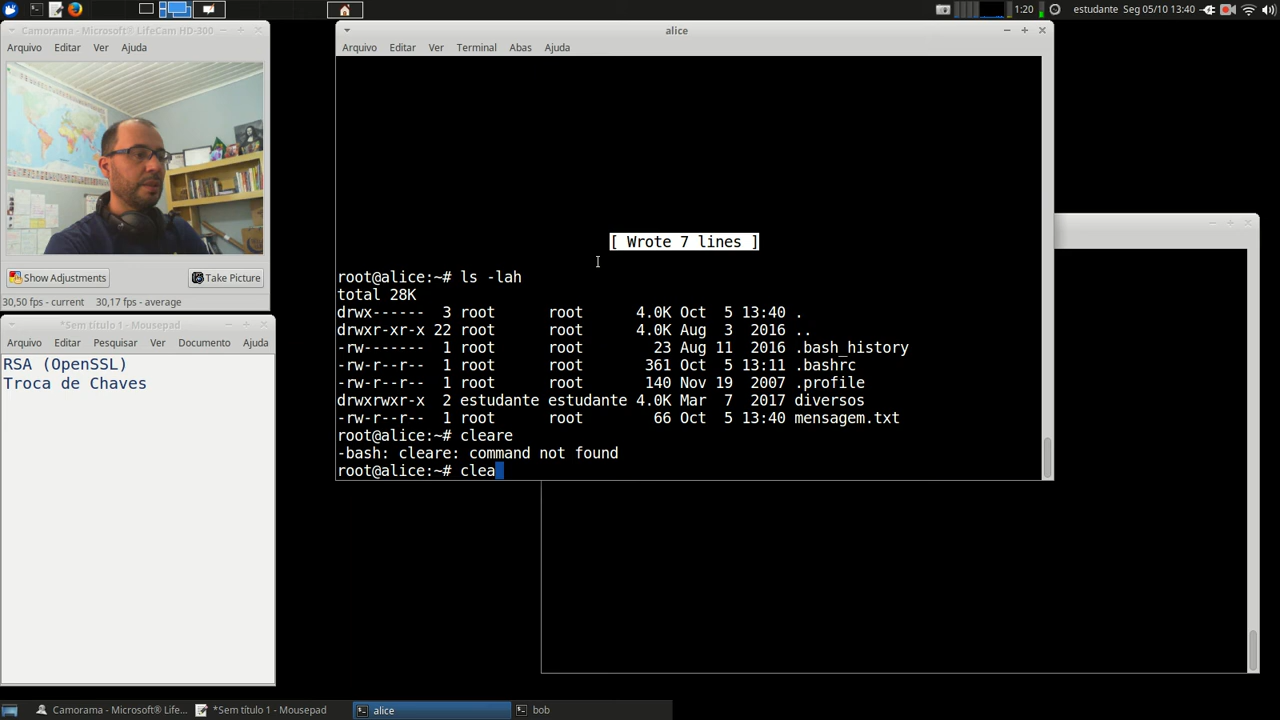 1:20
estudante Seg 05/10 13:40
Camorama - Microsoft® LifeCam HD-300
Arquivo Editar Ver Ajuda
Show Adjustments
Take Picture
30,50 fps - current 30,17 fps - average
*Sem título 1 - Mousepad
Arquivo Editar Pesquisar Ver Documento Ajuda
RSA (OpenSSL)
Troca de Chaves
alice
Arquivo Editar Ver Terminal Abas Ajuda
[ Wrote 7 lines ]
root@alice:~# ls -lah
total 28K
drwx------ 3 root root 4.0K Oct 5 13:40 .
drwxr-xr-x 22 root root 4.0K Aug 3 2016 ..
-rw------- 1 root root 23 Aug 11 2016 .bash_history
-rw-r--r-- 1 root root 361 Oct 5 13:11 .bashrc
-rw-r--r-- 1 root root 140 Nov 19 2007 .profile
drwxrwxr-x 2 estudante estudante 4.0K Mar 7 2017 diversos
-rw-r--r-- 1 root root 66 Oct 5 13:40 mensagem.txt
root@alice:~# cleare
-bash: cleare: command not found
root@alice:~# clea
Camorama - Microsoft® Life...
*Sem título 1 - Mousepad
alice
bob